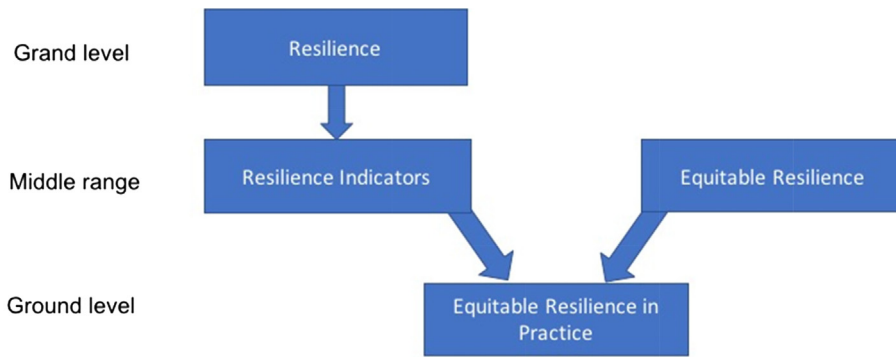 Grand level
Resilience
Middle range
Resilience Indicators
Equitable Resilience
Ground level
Equitable Resilience in
Practice